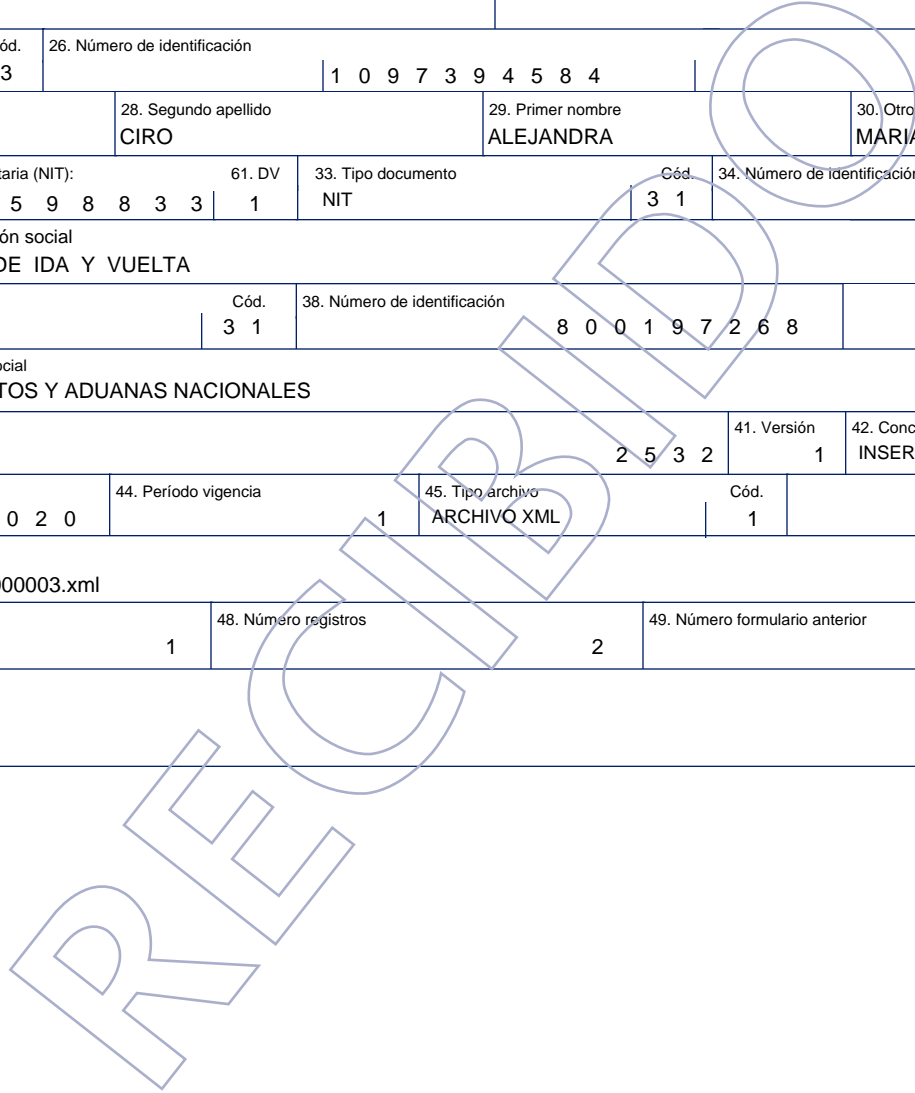 ód. 26. Número de identificación
3 1 0 9 7 3 9 4 5 8 4
28. Segundo apellido 29. Primer nombre 30. Otro
CIRO ALEJANDRA MARIA
taria (NIT): 61. DV 33. Tipo documento Cód. 34. Número de identificación
5 9 8 8 3 3 1 NIT 3 1
ón social
DE IDA Y VUELTA
Cód. 38. Número de identificación
3 1 8 0 0 1 9 7 2 6 8
ocial
TOS Y ADUANAS NACIONALES
41. Versión 42. Conc
2 5 3 2 1 INSER
44. Período vigencia 45. Tipo archivo Cód.
0 2 0 1 ARCHIVO XML 1
000003.xml
48. Número registros 49. Número formulario anterior
1 2
RECIBIDO